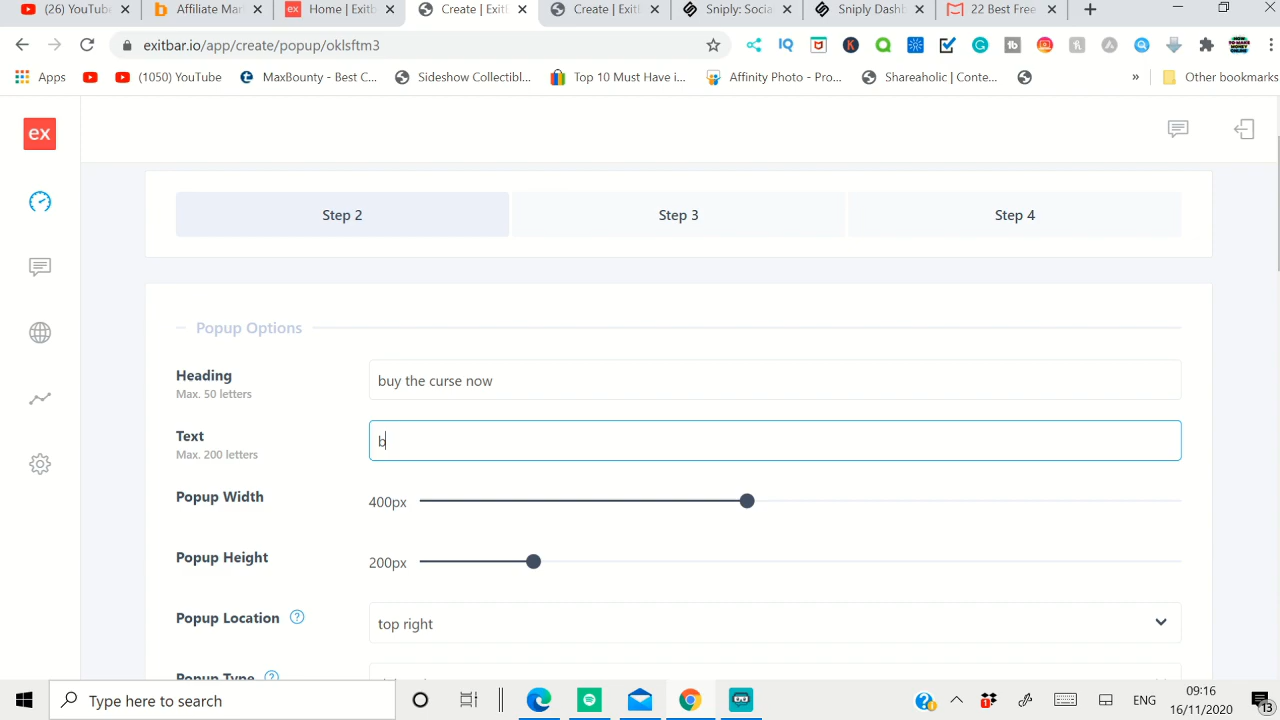 (26) YouTube
Affiliate Mar
Home | Exitb
Create | Exit
Create | Exitl
Sniply: Socia
Sniply Dashb
22 Best Free
exitbar.io/app/create/popup/oklsftm3
Apps
(1050) YouTube
MaxBounty - Best C...
Sideshow Collectibl...
Top 10 Must Have i...
Affinity Photo - Pro...
Shareaholic | Conte...
»
Other bookmarks
ex
Step 2
Step 3
Step 4
Popup Options
Heading
Max. 50 letters
buy the curse now
Text
Max. 200 letters
b
Popup Width
400px
Popup Height
200px
Popup Location
top right
Popup Type
Type here to search
ENG
09:16
16/11/2020
13